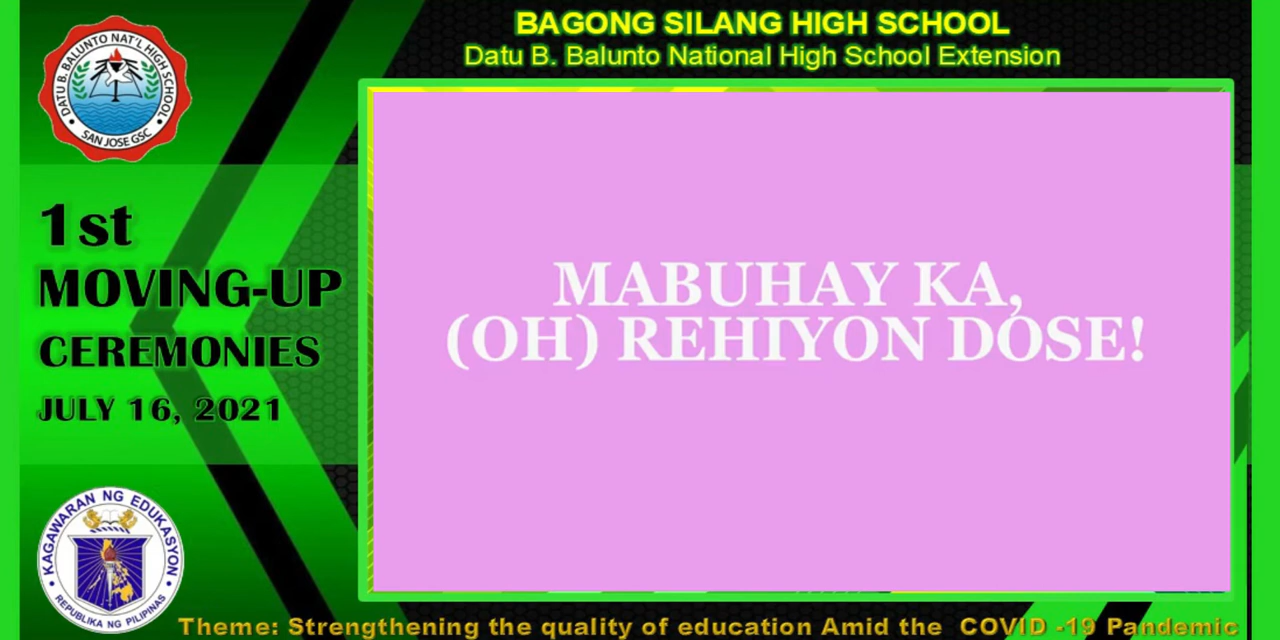 BAGONG SILANG HIGH SCHOOL
Datu B. Balunto National High School Extension
DATU B. BALUNTO NAT'L HIGH SCHOOL
SAN JOSE GSC
1st
MOVING-UP
CEREMONIES
JULY 16, 2021
MABUHAY KA,
(OH) REHIYON DOSE!
KAGAWARAN NG EDUKASYON
REPUBLIKA NG PILIPINAS
Theme: Strengthening the quality of education Amid the COVID -19 Pandemic